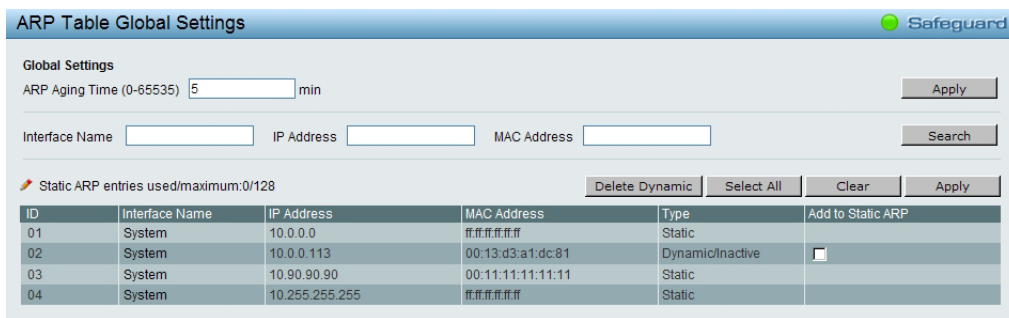 ARP Table Global Settings
Safeguard
Global Settings
ARP Aging Time (0-65535) 5 min
Apply
Interface Name IP Address MAC Address Search
Static ARP entries used/maximum:0/128 Delete Dynamic Select All Clear Apply
ID Interface Name IP Address MAC Address Type Add to Static ARP
01 System 10.0.0.0 ff:ff:ff:ff:ff:ff Static
02 System 10.0.0.113 00:13:d3:a1:dc:81 Dynamic/Inactive
03 System 10.90.90.90 00:11:11:11:11:11 Static
04 System 10.255.255.255 ff:ff:ff:ff:ff:ff Static